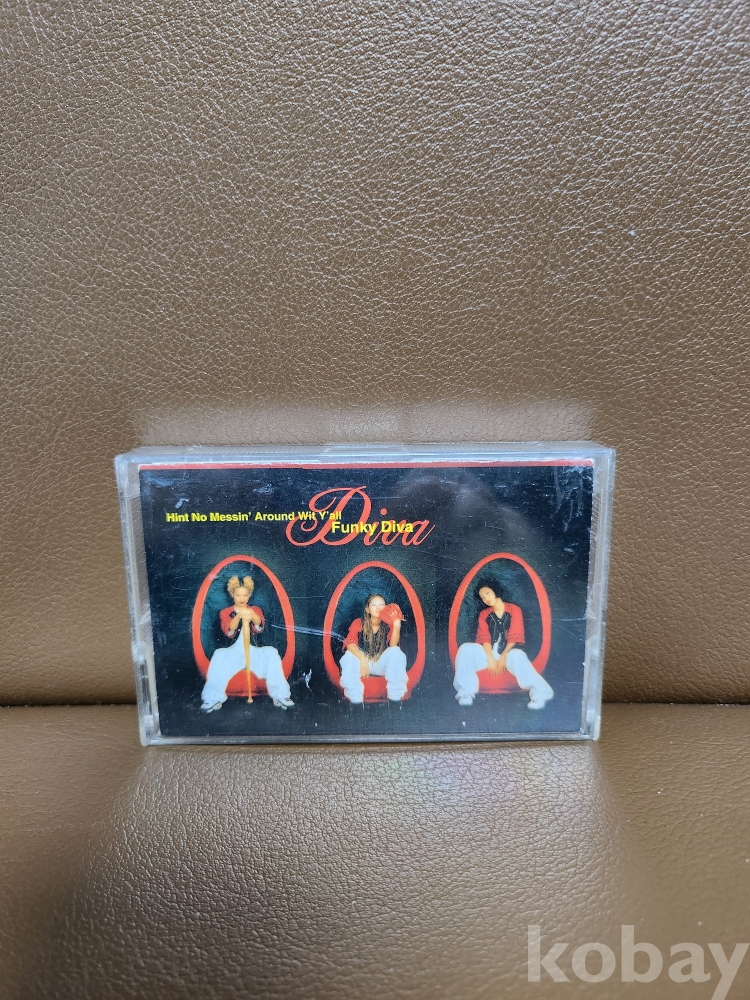 Diva
Hint No Messin' Around Wit Y'all
Funky Diva
kobay